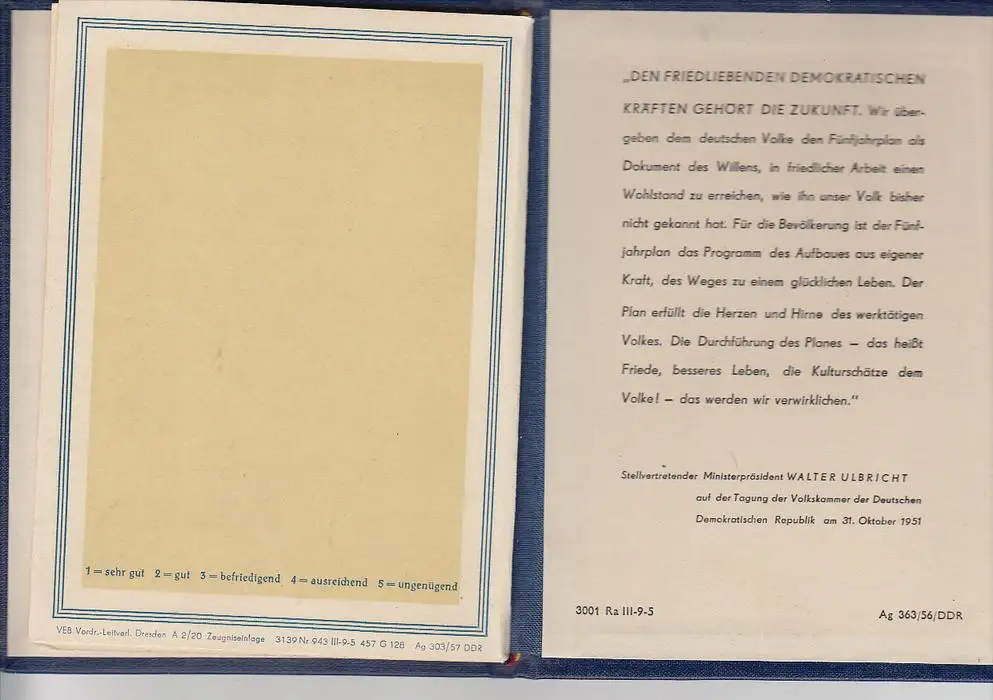 1 = sehr gut 2 = gut 3 = befriedigend 4 = ausreichend 5 = ungenügend
VEB Vordr.-Leitverl. Dresden A 2/20 Zeugniseinlage 3139 Nr 943 III-9-5 457 G 128 Ag 303/57 DDR
„DEN FRIEDLIEBENDEN DEMOKRATISCHEN
KRÄFTEN GEHÖRT DIE ZUKUNFT. Wir über-
geben dem deutschen Volke den Fünfjahrplan als
Dokument des Willens, in friedlicher Arbeit einen
Wohlstand zu erreichen, wie ihn unser Volk bisher
nicht gekannt hat. Für die Bevölkerung ist der Fünf-
jahrplan das Programm des Aufbaues aus eigener
Kraft, des Weges zu einem glücklichen Leben. Der
Plan erfüllt die Herzen und Hirne des werktätigen
Volkes. Die Durchführung des Planes — das heißt
Friede, besseres Leben, die Kulturschätze dem
Volke! — das werden wir verwirklichen."
Stellvertretender Ministerpräsident WALTER ULBRICHT
auf der Tagung der Volkskammer der Deutschen
Demokratischen Republik am 31. Oktober 1951
3001 Ra III-9-5 Ag 363/56/DDR